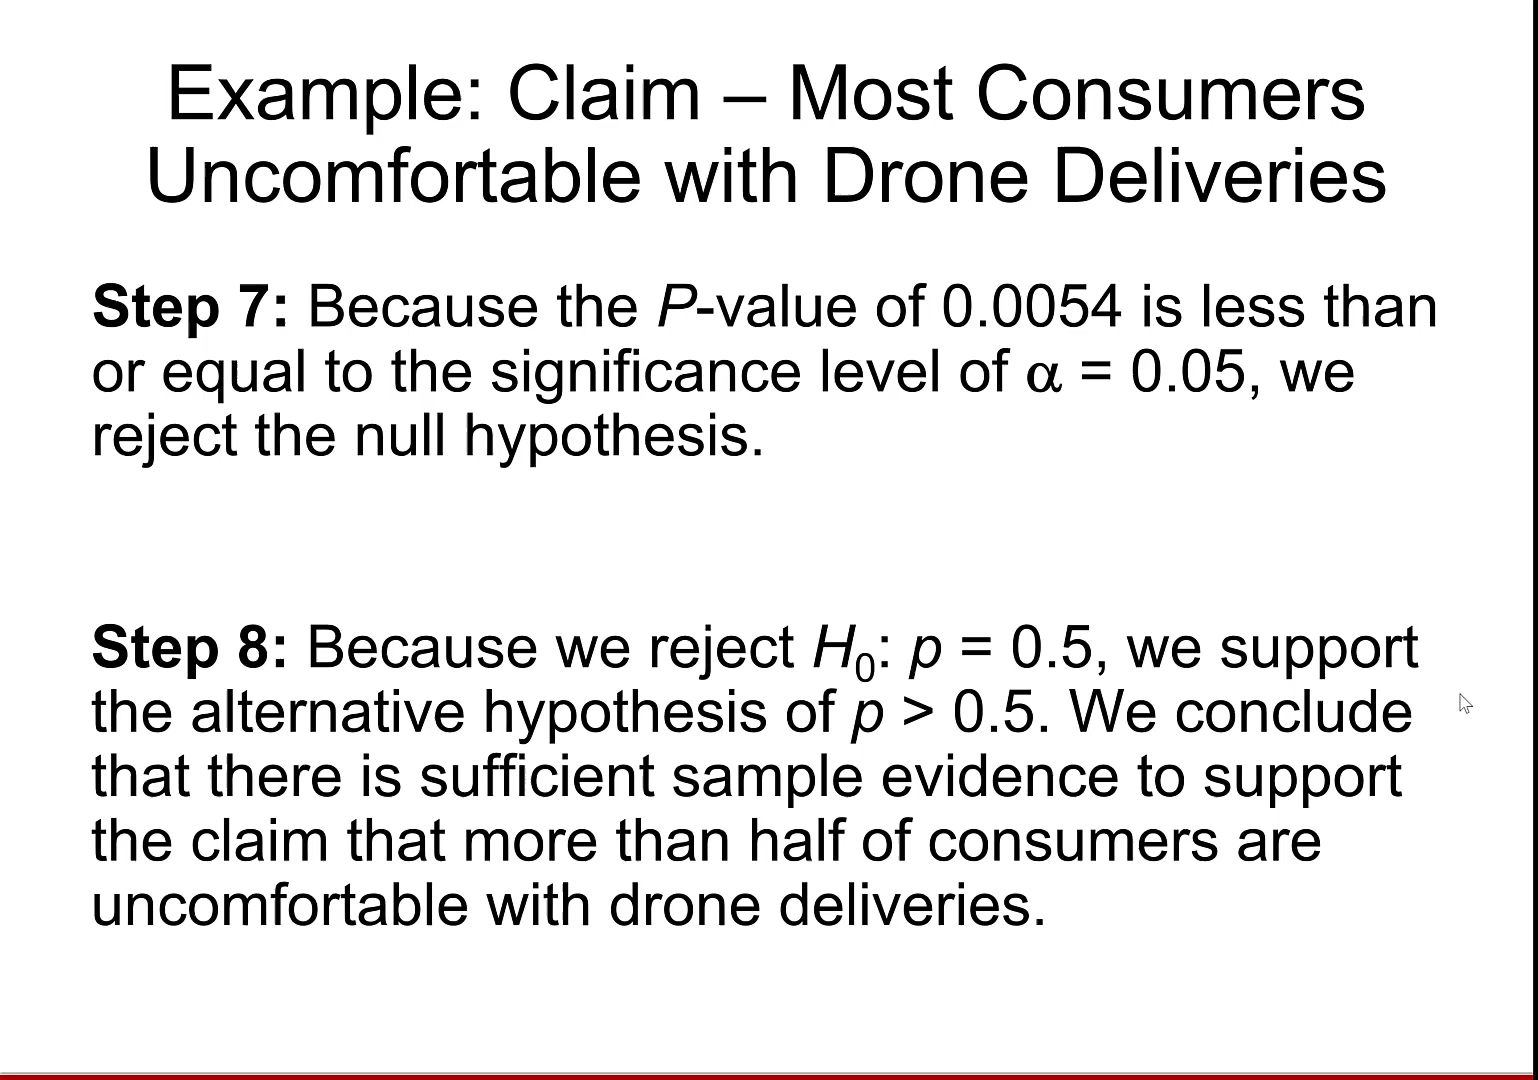 Example: Claim – Most Consumers
Uncomfortable with Drone Deliveries
Step 7: Because the P-value of 0.0054 is less than
or equal to the significance level of α = 0.05, we
reject the null hypothesis.
Step 8: Because we reject H₀: p = 0.5, we support
the alternative hypothesis of p > 0.5. We conclude
that there is sufficient sample evidence to support
the claim that more than half of consumers are
uncomfortable with drone deliveries.